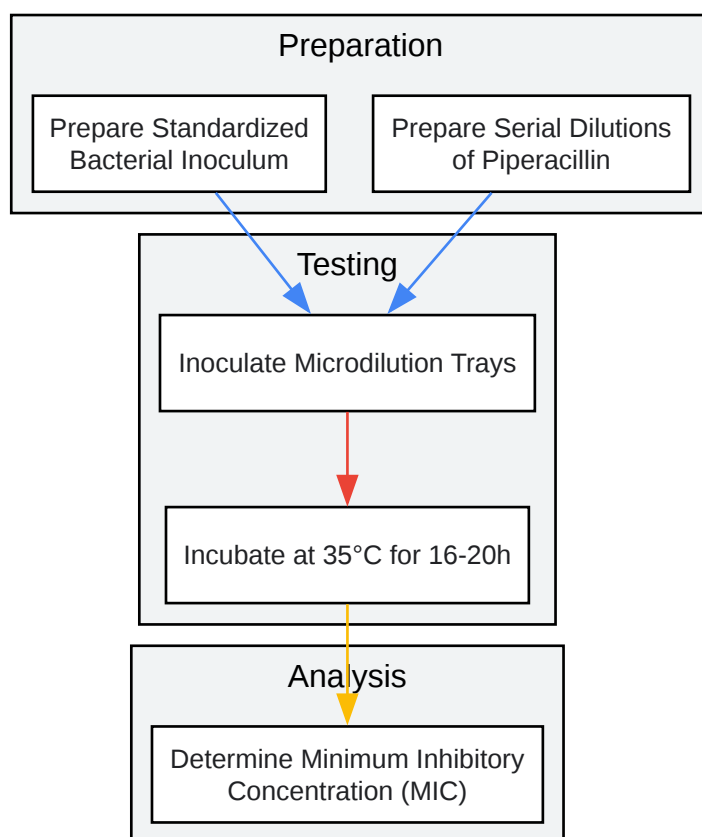 Preparation
Prepare Standardized
Bacterial Inoculum
Prepare Serial Dilutions
of Piperacillin
Testing
Inoculate Microdilution Trays
Incubate at 35°C for 16-20h
Analysis
Determine Minimum Inhibitory
Concentration (MIC)